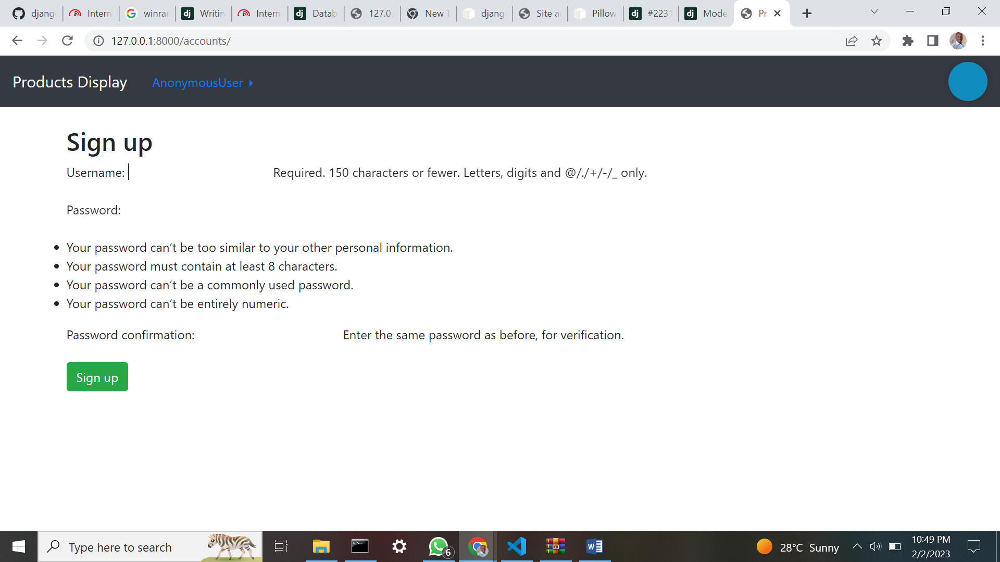 djang
Intern
winrar
Writin
Intern
Datab
127.0.
New T
djang
Site a
Pillow
#2231
Mode
Pr
127.0.0.1:8000/accounts/
Products Display
AnonymousUser
Sign up
Username:
Required. 150 characters or fewer. Letters, digits and @/./+/-/_ only.
Password:
Your password can’t be too similar to your other personal information.
Your password must contain at least 8 characters.
Your password can’t be a commonly used password.
Your password can’t be entirely numeric.
Password confirmation:
Enter the same password as before, for verification.
Sign up
Type here to search
6
28°C Sunny
10:49 PM
2/2/2023